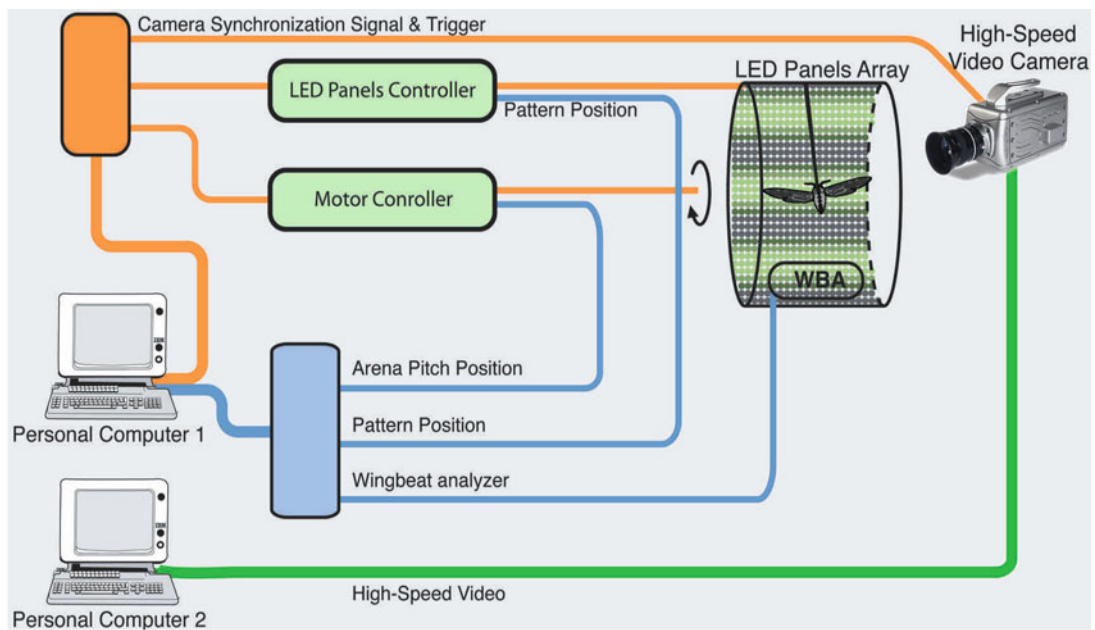 Camera Synchronization Signal & Trigger
High-Speed
Video Camera
LED Panels Array
LED Panels Controller
Pattern Position
Motor Conroller
WBA
Arena Pitch Position
Pattern Position
Personal Computer 1
Wingbeat analyzer
High-Speed Video
Personal Computer 2